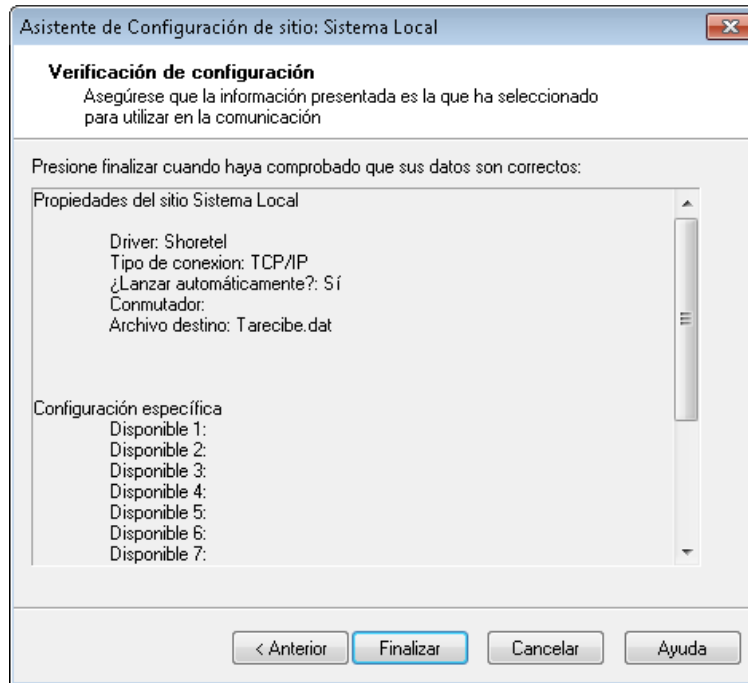 Asistente de Configuración de sitio: Sistema Local
Verificación de configuración
Asegúrese que la información presentada es la que ha seleccionado
para utilizar en la comunicación
Presione finalizar cuando haya comprobado que sus datos son correctos:
Propiedades del sitio Sistema Local
Driver: Shoretel
Tipo de conexion: TCP/IP
¿Lanzar automáticamente?: Sí
Conmutador:
Archivo destino: Tarecibe.dat
Configuración específica
Disponible 1:
Disponible 2:
Disponible 3:
Disponible 4:
Disponible 5:
Disponible 6:
Disponible 7:
< Anterior
Finalizar
Cancelar
Ayuda